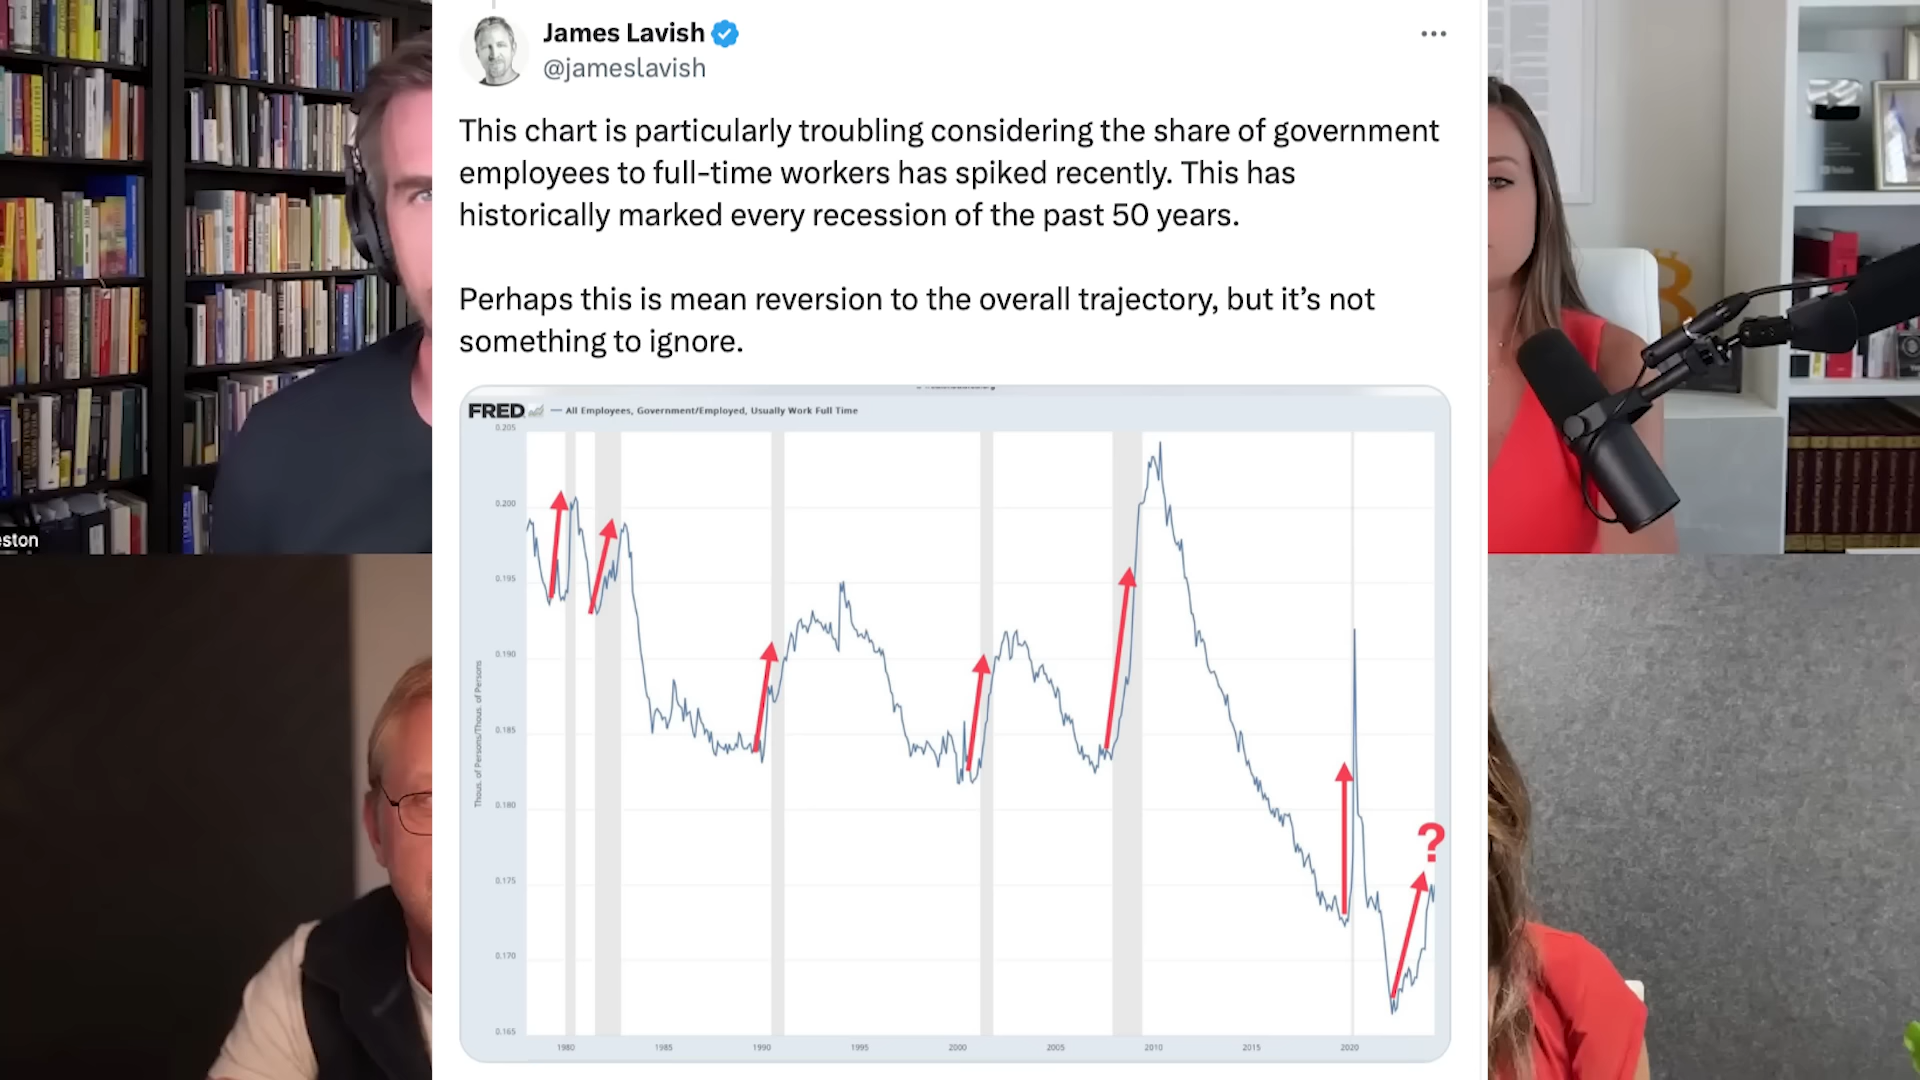 James Lavish
@jameslavish
This chart is particularly troubling considering the share of government
employees to full-time workers has spiked recently. This has
historically marked every recession of the past 50 years.
Perhaps this is mean reversion to the overall trajectory, but it’s not
something to ignore.
FRED
All Employees, Government/Employed, Usually Work Full Time
0.205
0.200
0.195
0.190
0.185
0.180
0.175
0.170
0.165
Thous. of Persons/Thous. of Persons
?
1980
1985
1990
1995
2000
2005
2010
2015
2020
eston
YouTube